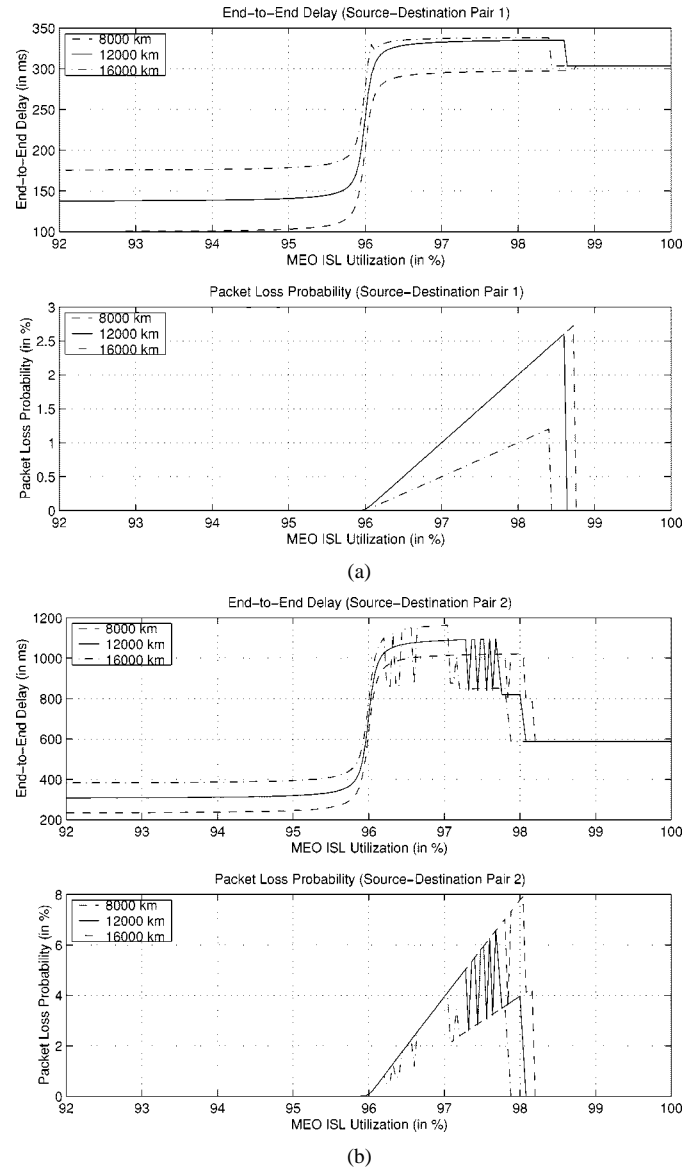 End-to-End Delay (Source-Destination Pair 1)
End-to-End Delay (in ms)
350
300
250
200
150
100
8000 km
12000 km
16000 km
92 93 94 95 96 97 98 99 100
MEO ISL Utilization (in %)
Packet Loss Probability (Source-Destination Pair 1)
Packet Loss Probability (in %)
3
2.5
2
1.5
1
0.5
0
8000 km
12000 km
16000 km
92 93 94 95 96 97 98 99 100
MEO ISL Utilization (in %)
(a)
End-to-End Delay (Source-Destination Pair 2)
End-to-End Delay (in ms)
1200
1000
800
600
400
200
8000 km
12000 km
16000 km
92 93 94 95 96 97 98 99 100
MEO ISL Utilization (in %)
Packet Loss Probability (Source-Destination Pair 2)
Packet Loss Probability (in %)
8
6
4
2
0
8000 km
12000 km
16000 km
92 93 94 95 96 97 98 99 100
MEO ISL Utilization (in %)
(b)